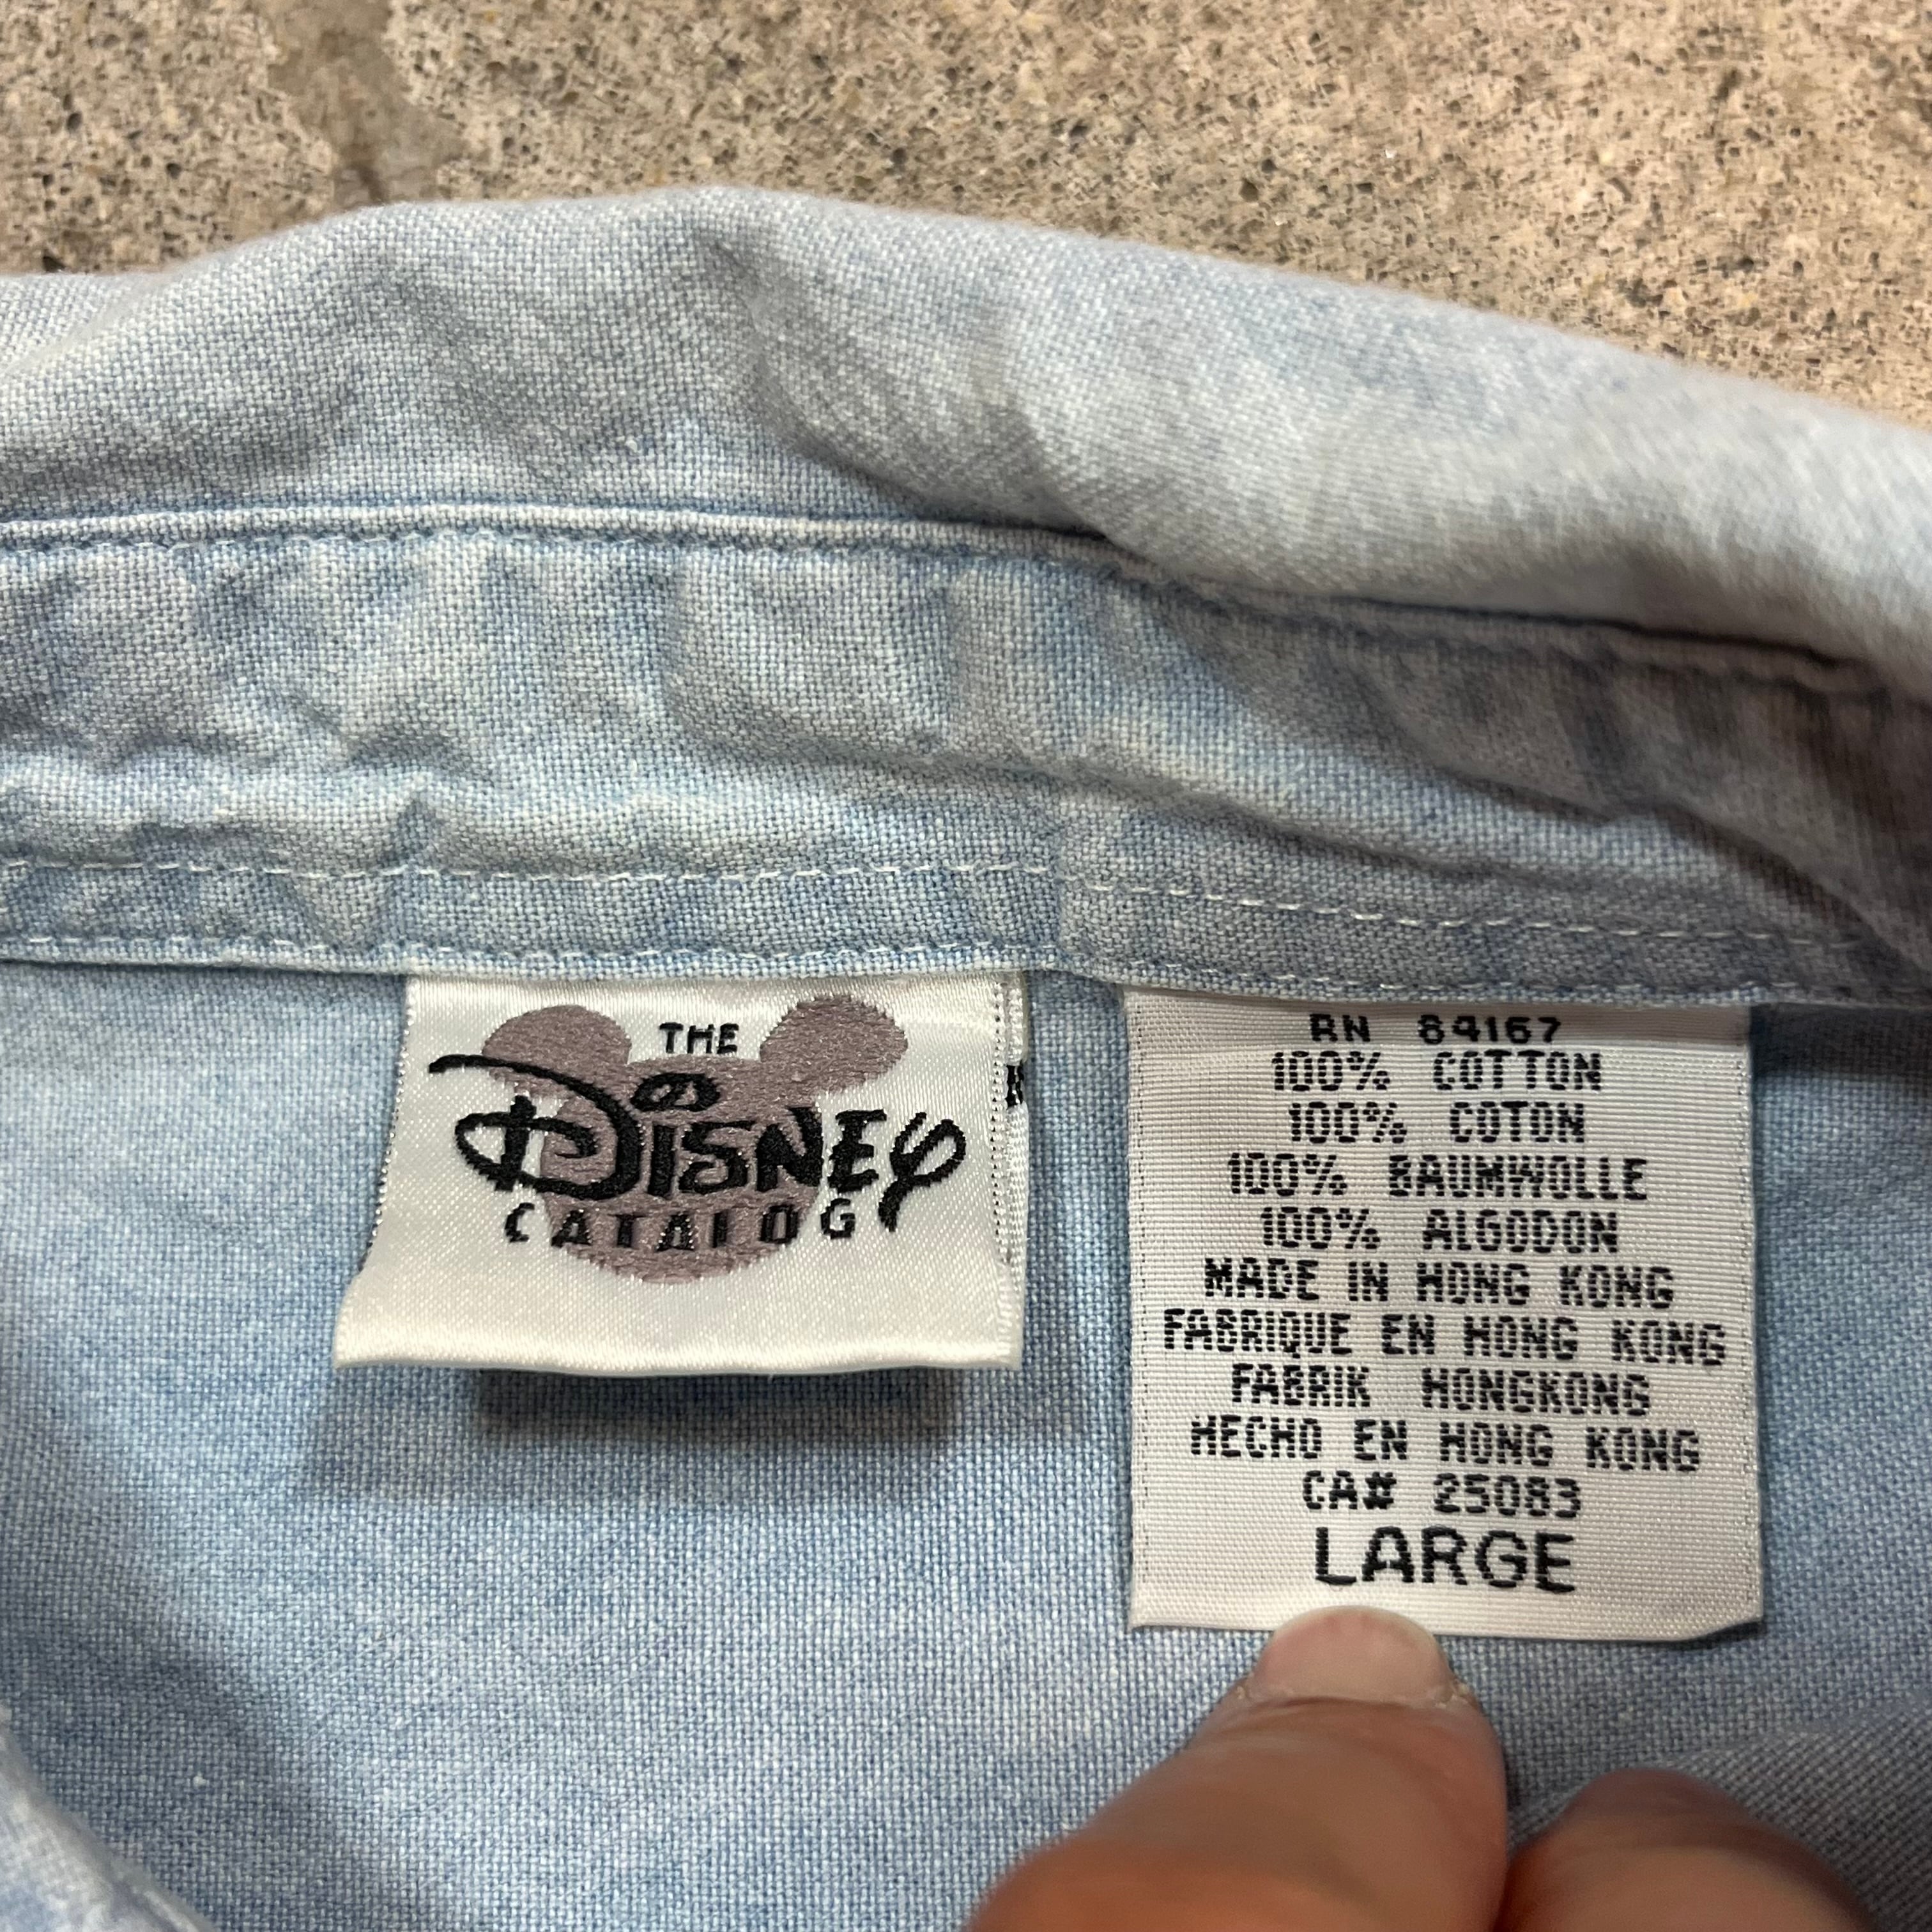 THE
DISNEY
CATALOG
RN 84167
100% COTTON
100% COTON
100% BAUMWOLLE
100% ALGODON
MADE IN HONG KONG
FABRIQUE EN HONG KONG
FABRIK HONGKONG
HECHO EN HONG KONG
CA# 25083
LARGE